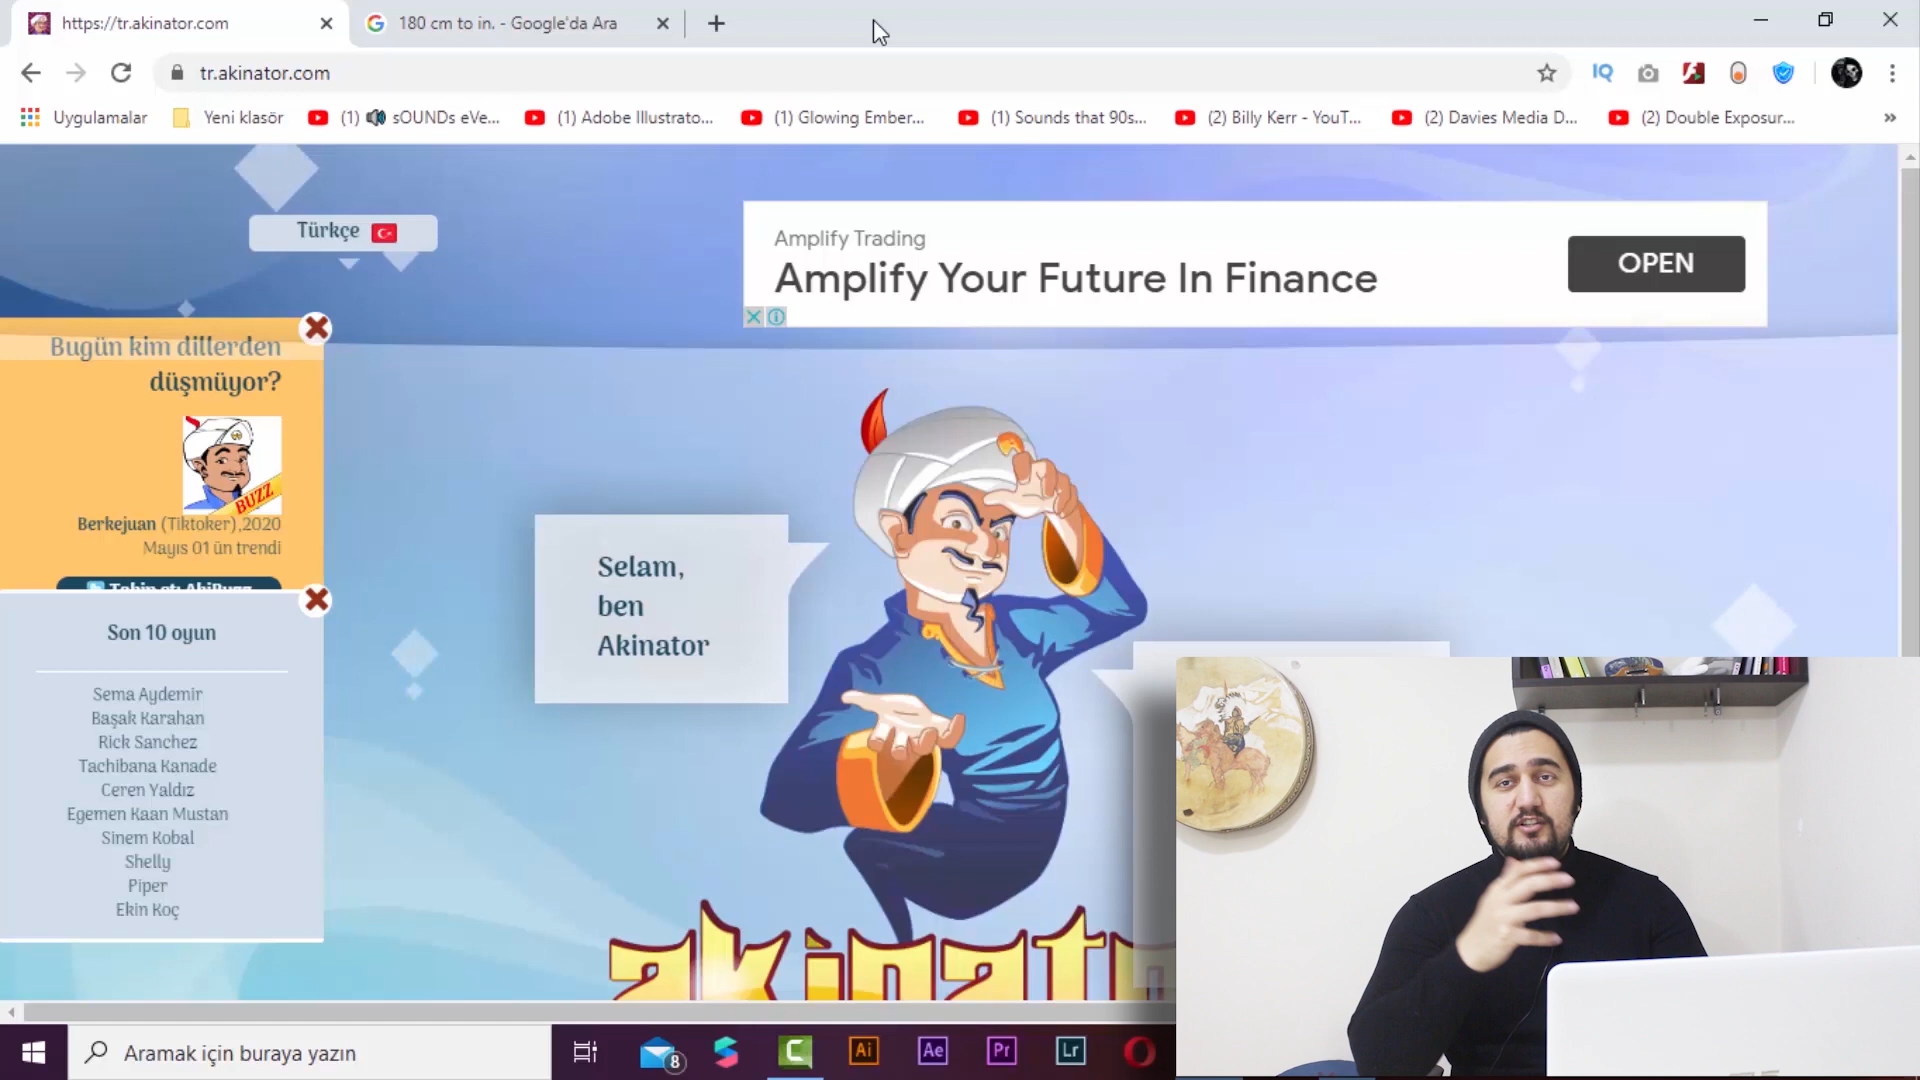 https://tr.akinator.com
180 cm to in. - Google'da Ara
tr.akinator.com
IQ
Uygulamalar
Yeni klasör
(1) 🔊 sOUNDs eVe...
(1) Adobe Illustrato...
(1) Glowing Ember...
(1) Sounds that 90s...
(2) Billy Kerr - YouT...
(2) Davies Media D...
(2) Double Exposur...
»
Türkçe
Amplify Trading
Amplify Your Future In Finance
OPEN
Bugün kim dillerden
düşmüyor?
BUZZ
Berkejuan (Tiktoker),2020
Mayıs 01 ün trendi
Son 10 oyun
Sema Aydemir
Başak Karahan
Rick Sanchez
Tachibana Kanade
Ceren Yaldız
Egemen Kaan Mustan
Sinem Kobal
Shelly
Piper
Ekin Koç
Selam,
ben
Akinator
akinato
Aramak için buraya yazın
8
Ai
Ae
Pr
Lr